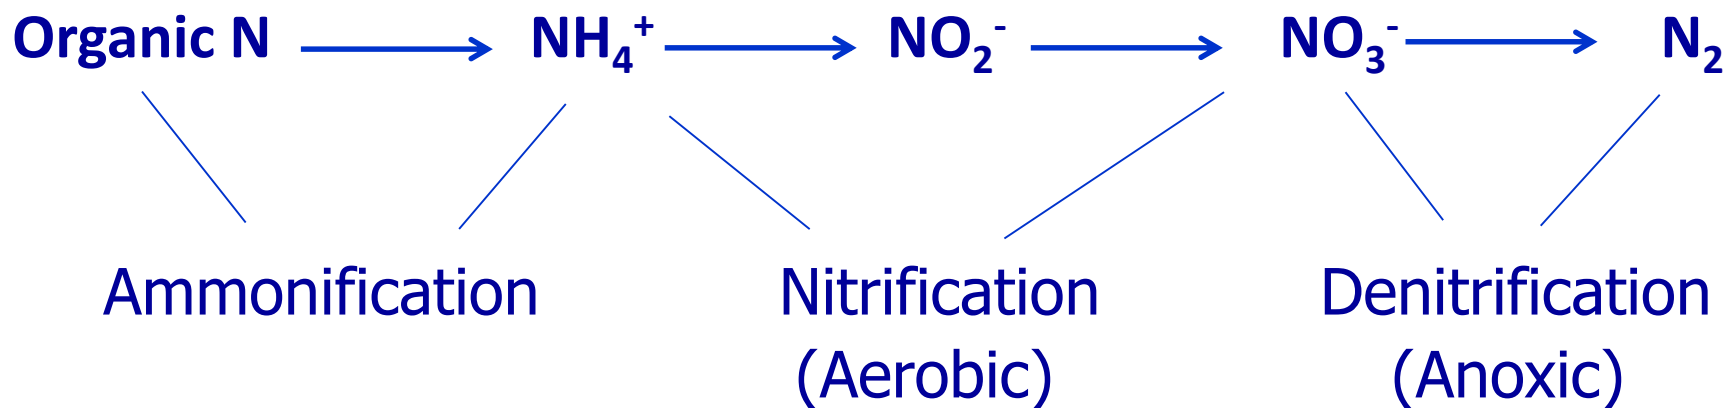 Organic N → NH₄⁺ → NO₂⁻ → NO₃⁻ → N₂
Ammonification Nitrification Denitrification
(Aerobic) (Anoxic)